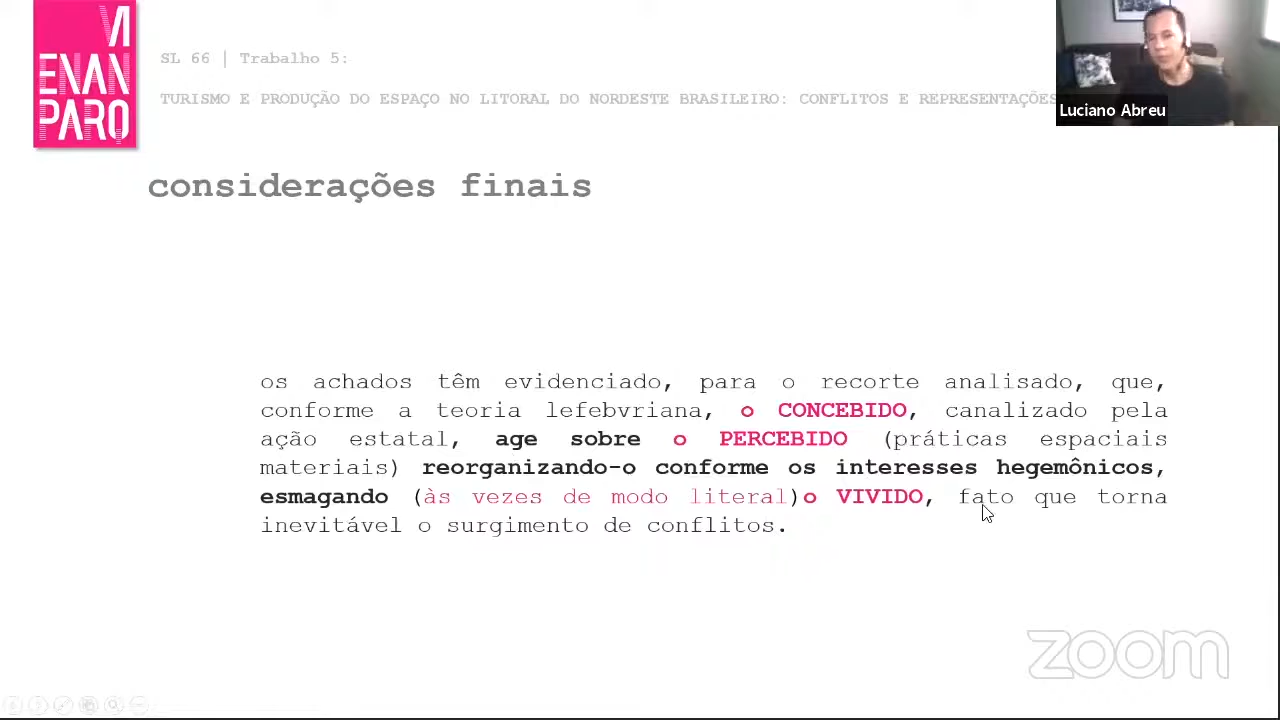 VI
ENAN
PARQ
SL 66 | Trabalho 5:
TURISMO E PRODUÇÃO DO ESPAÇO NO LITORAL DO NORDESTE BRASILEIRO: CONFLITOS E REPRESENTAÇÕES
Luciano Abreu
considerações finais
os achados têm evidenciado, para o recorte analisado, que,
conforme a teoria lefebvriana, o CONCEBIDO, canalizado pela
ação estatal, age sobre o PERCEBIDO (práticas espaciais
materiais) reorganizando-o conforme os interesses hegemônicos,
esmagando (às vezes de modo literal)o VIVIDO, fato que torna
inevitável o surgimento de conflitos.
zoom